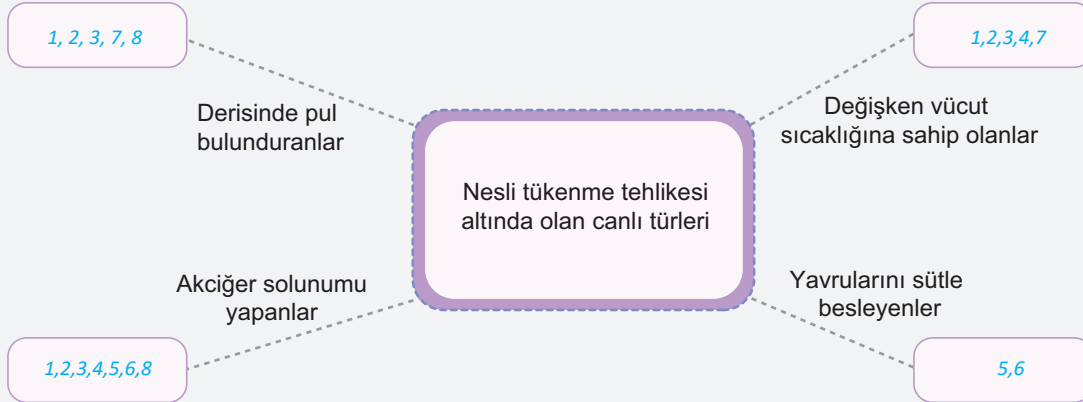 1, 2, 3, 7, 8
1,2,3,4,7
Derisinde pul
bulunduranlar
Değişken vücut
sıcaklığına sahip olanlar
Nesli tükenme tehlikesi
altında olan canlı türleri
Akciğer solunumu
yapanlar
Yavrularını sütle
besleyenler
1,2,3,4,5,6,8
5,6